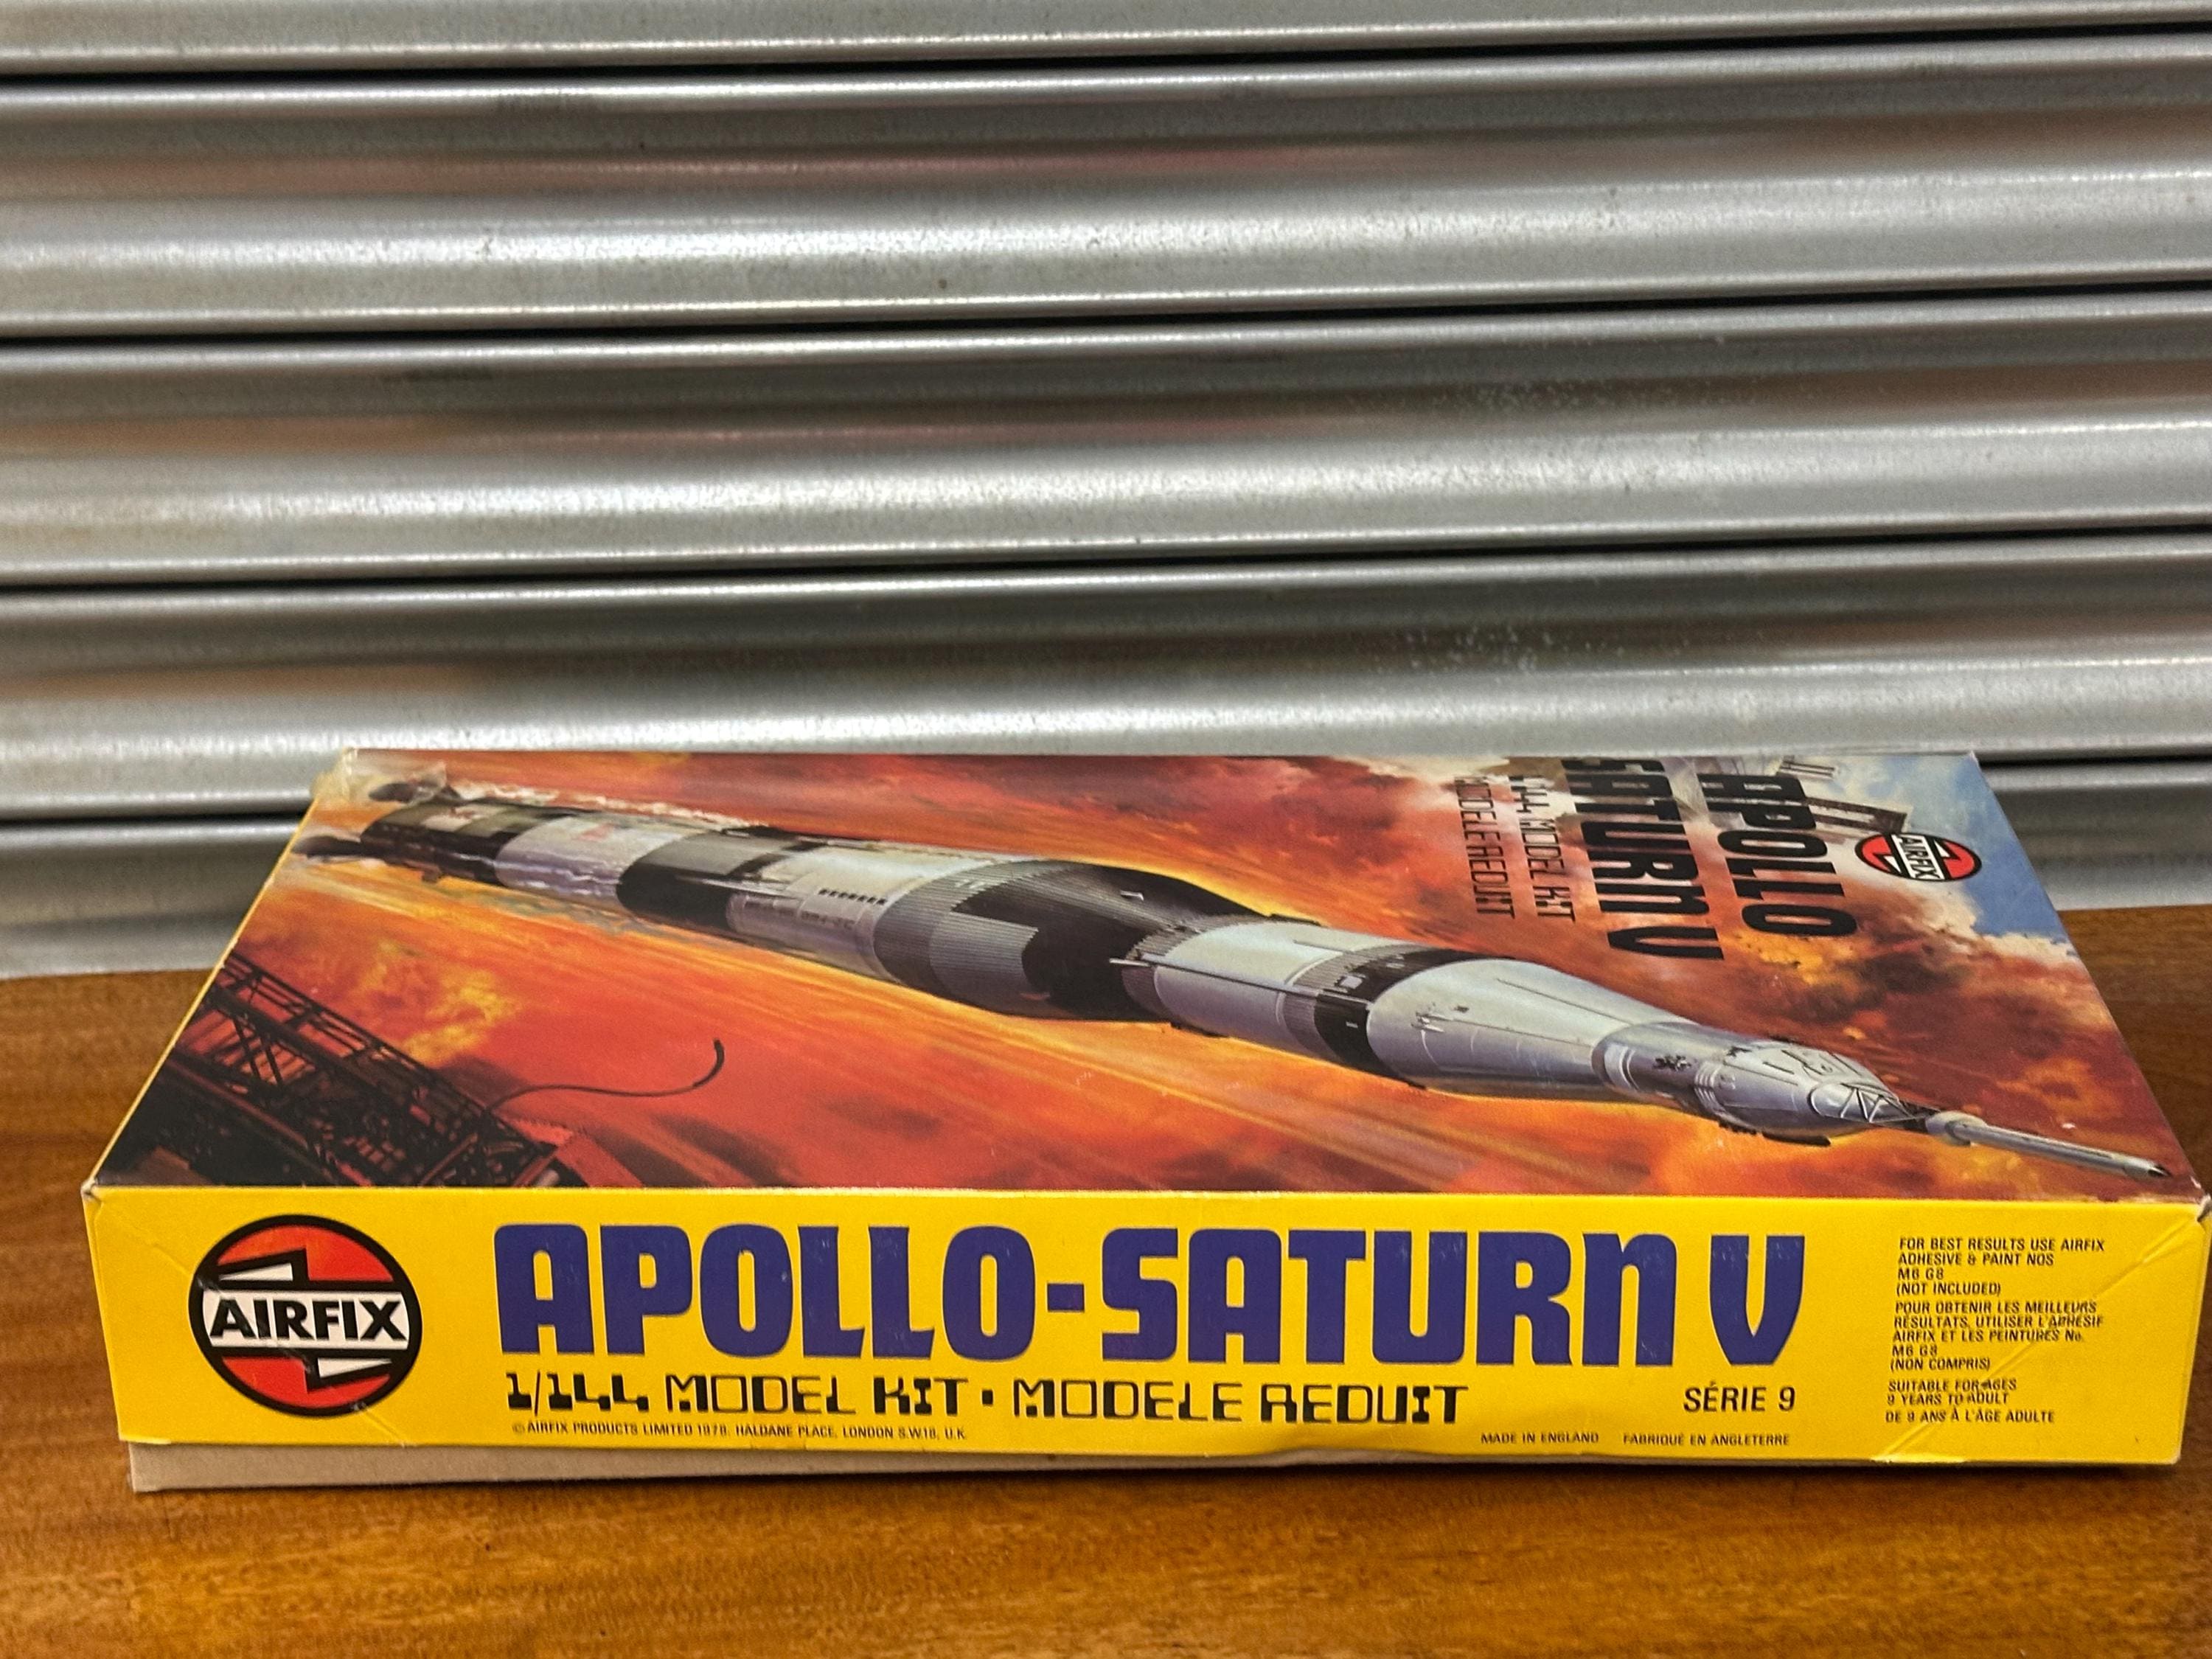 APOLLO
SATURN V
1/144 MODEL KIT
MODELE REDUIT
AIRFIX
AIRFIX
APOLLO-SATURN V
1/144 MODEL KIT • MODELE REDUIT
SÉRIE 9
© AIRFIX PRODUCTS LIMITED 1978. HALDANE PLACE, LONDON S.W.18, U.K.
MADE IN ENGLAND FABRIQUÉ EN ANGLETERRE
FOR BEST RESULTS USE AIRFIX
ADHESIVE & PAINT NOS
M6 G8
(NOT INCLUDED)
POUR OBTENIR LES MEILLEURS
RÉSULTATS, UTILISER L'ADHÉSIF
AIRFIX ET LES PEINTURES No.
M6 G8
(NON COMPRIS)
SUITABLE FOR AGES
9 YEARS TO ADULT
DE 9 ANS À L'ÂGE ADULTE